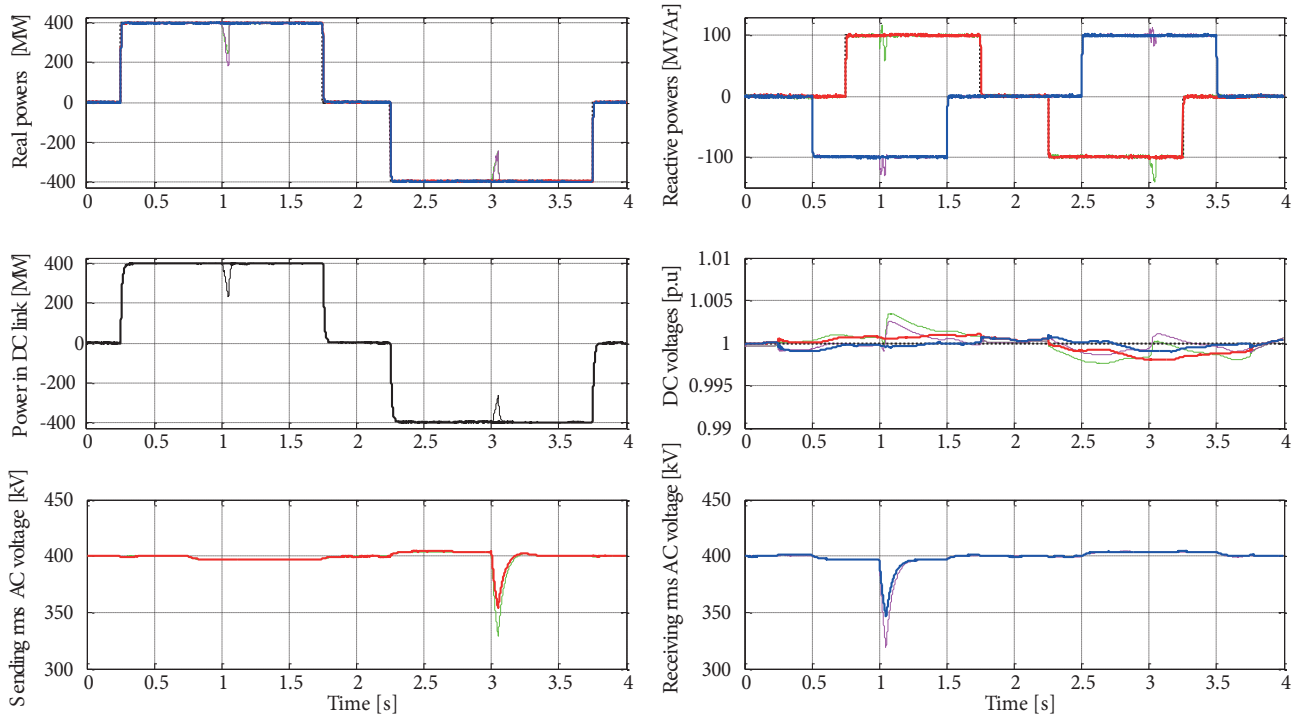 Real powers [MW]
400
200
0
-200
-400
0 0.5 1 1.5 2 2.5 3 3.5 4
Reactive powers [MVAr]
100
0
-100
0 0.5 1 1.5 2 2.5 3 3.5 4
Power in DC link [MW]
400
200
0
-200
-400
0 0.5 1 1.5 2 2.5 3 3.5 4
DC voltages [p.u]
1.01
1.005
1
0.995
0.99
0 0.5 1 1.5 2 2.5 3 3.5 4
Sending rms AC voltage [kV]
450
400
350
300
0 0.5 1 1.5 2 2.5 3 3.5 4
Time [s]
Receiving rms AC voltage [kV]
450
400
350
300
0 0.5 1 1.5 2 2.5 3 3.5 4
Time [s]